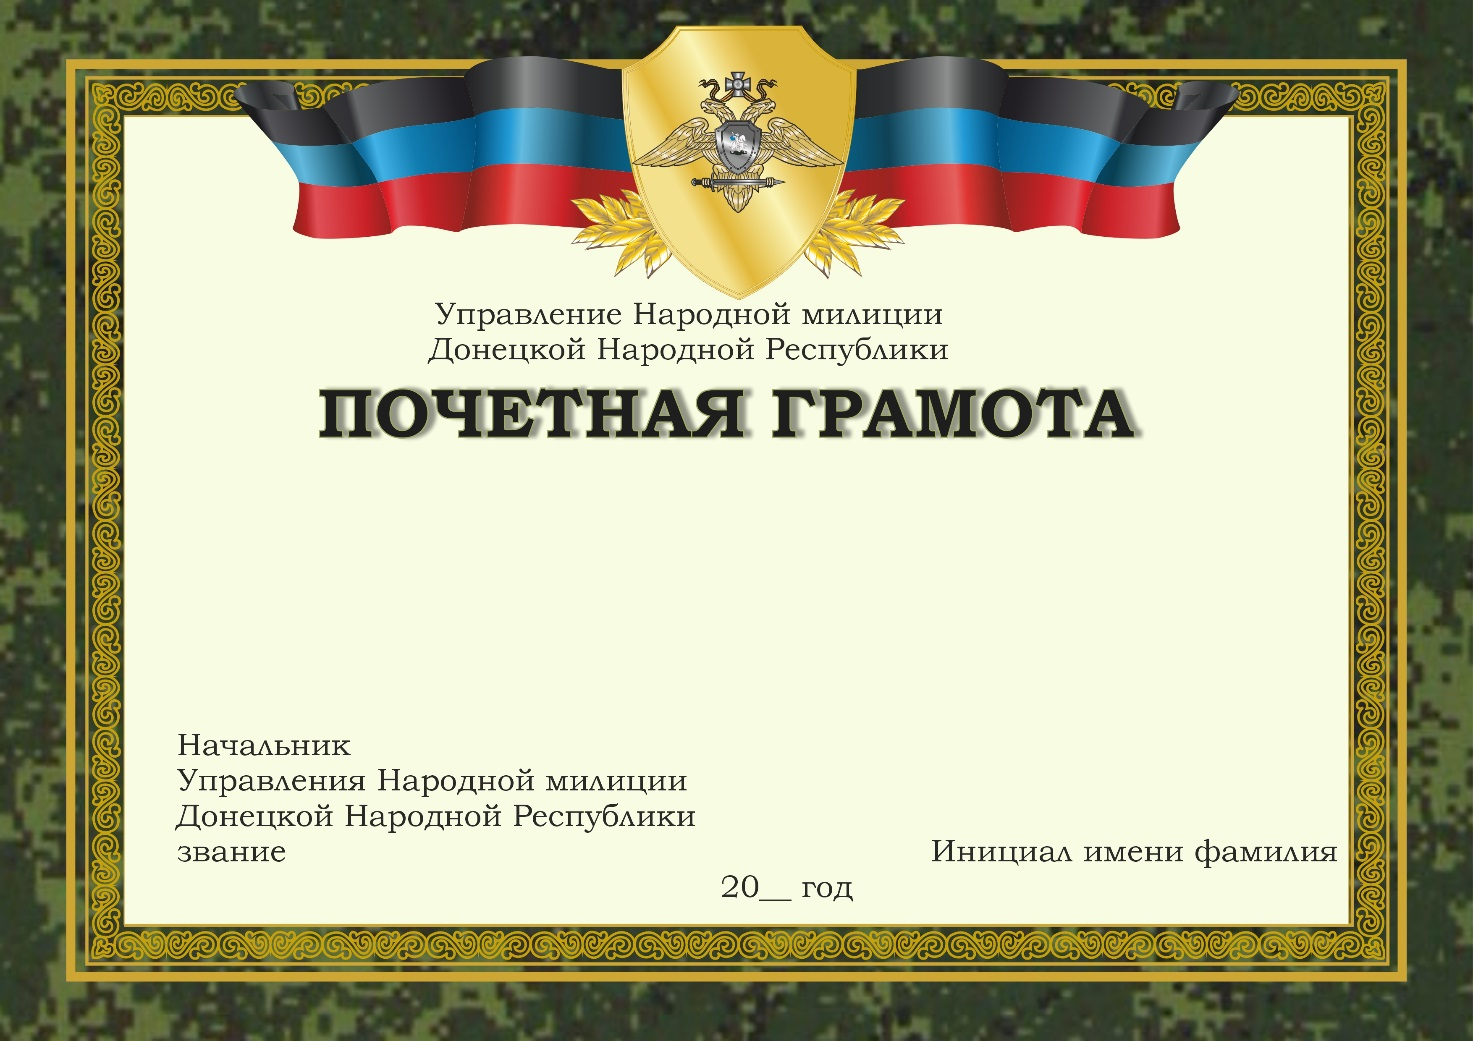 Управление Народной милиции
Донецкой Народной Республики
ПОЧЕТНАЯ ГРАМОТА
Начальник
Управления Народной милиции
Донецкой Народной Республики
звание
Инициал имени фамилия
20__ год